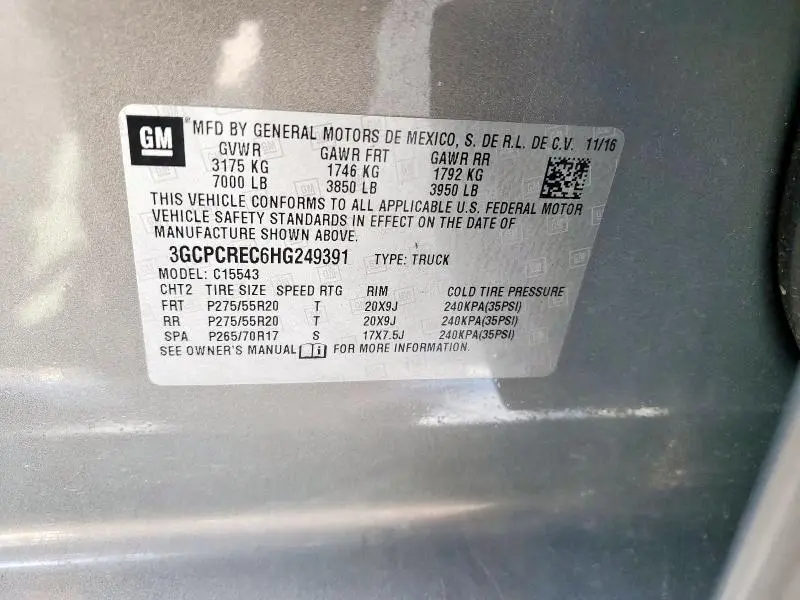 GM
® MFD BY GENERAL MOTORS DE MEXICO, S. DE R.L. DE C.V. 11/16
GVWR GAWR FRT GAWR RR
3175 KG 1746 KG 1792 KG
7000 LB 3850 LB 3950 LB
THIS VEHICLE CONFORMS TO ALL APPLICABLE U.S. FEDERAL MOTOR
VEHICLE SAFETY STANDARDS IN EFFECT ON THE DATE OF
MANUFACTURE SHOWN ABOVE.
3GCPCREC6HG249391 TYPE: TRUCK
MODEL: C15543
CHT2 TIRE SIZE SPEED RTG RIM COLD TIRE PRESSURE
FRT P275/55R20 T 20X9J 240KPA(35PSI)
RR P275/55R20 T 20X9J 240KPA(35PSI)
SPA P265/70R17 S 17X7.5J 240KPA(35PSI)
SEE OWNER'S MANUAL FOR MORE INFORMATION.